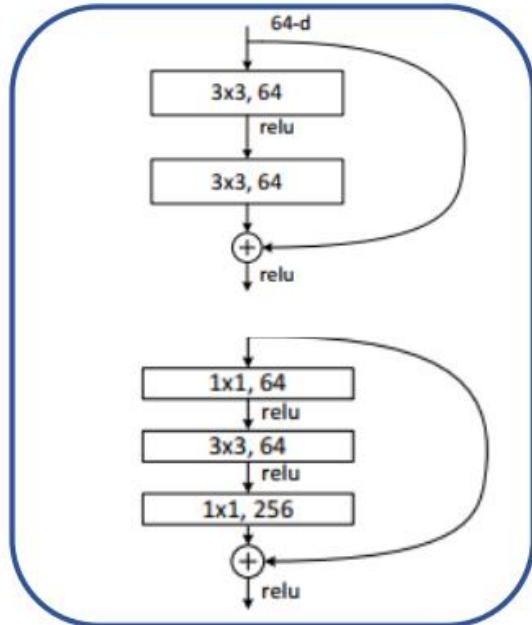 64-d
3x3, 64
relu
3x3, 64
relu
1x1, 64
relu
3x3, 64
relu
1x1, 256
relu